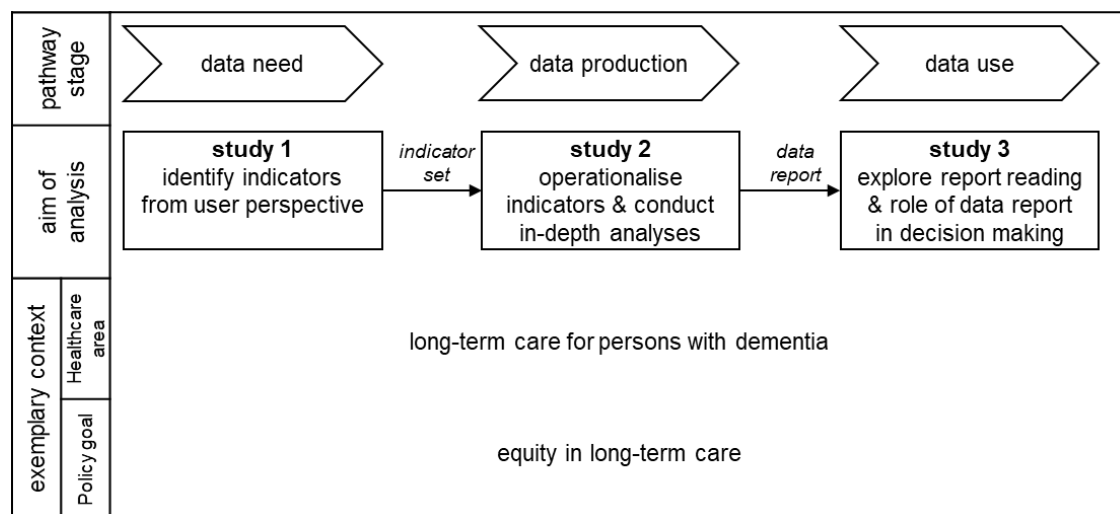 pathway
stage
data need
data production
data use
aim of
analysis
study 1
identify indicators
from user perspective
indicator
set
study 2
operationalise
indicators & conduct
in-depth analyses
data
report
study 3
explore report reading
& role of data report
in decision making
exemplary context
Healthcare
area
long-term care for persons with dementia
Policy goal
equity in long-term care